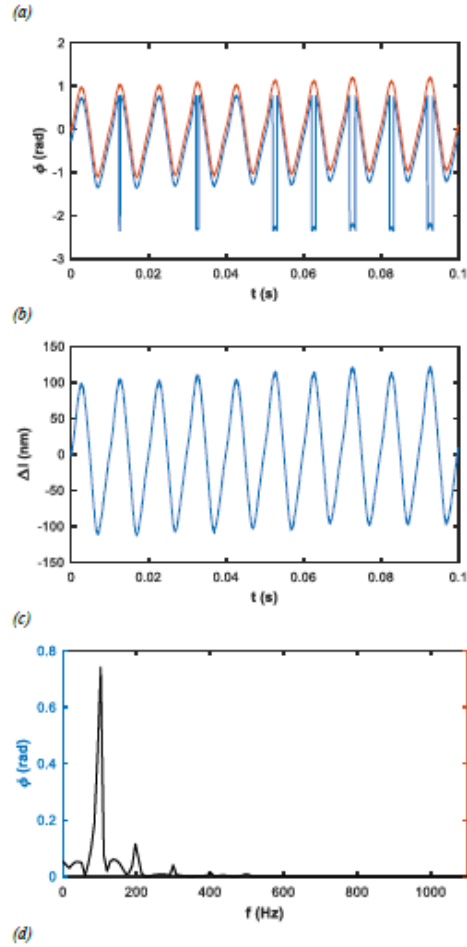 (a)
2
1
0
-1
-2
-3
ϕ (rad)
0 0.02 0.04 0.06 0.08 0.1
t (s)
(b)
150
100
50
0
-50
-100
-150
Δl (nm)
0 0.02 0.04 0.06 0.08 0.1
t (s)
(c)
0.8
0.6
0.4
0.2
0
ϕ (rad)
0 200 400 600 800 1000
f (Hz)
(d)